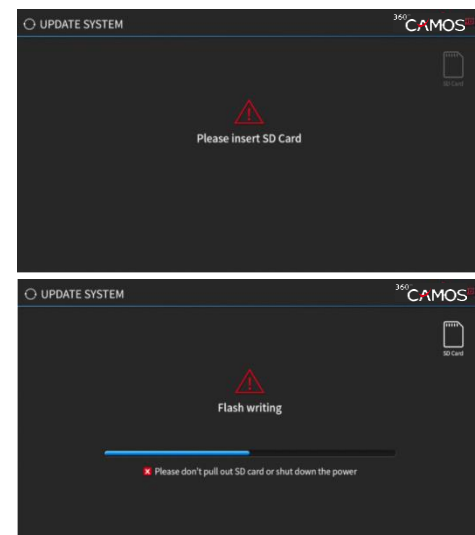 UPDATE SYSTEM
360° CAMOS
SD Card
Please insert SD Card
UPDATE SYSTEM
360° CAMOS
SD Card
Flash writing
Please don't pull out SD card or shut down the power